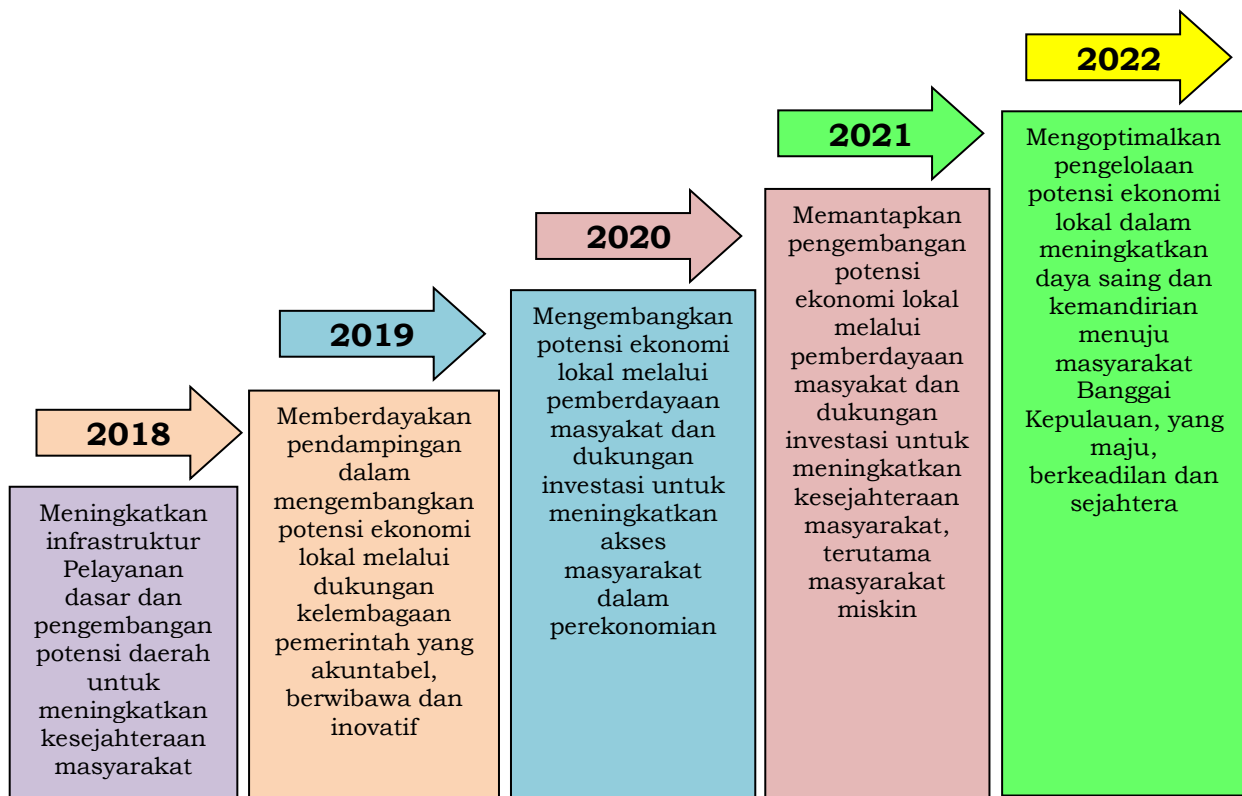 2018
Meningkatkan
infrastruktur
Pelayanan
dasar dan
pengembangan
potensi daerah
untuk
meningkatkan
kesejahteraan
masyarakat
2019
Memberdayakan
pendampingan
dalam
mengembangkan
potensi ekonomi
lokal melalui
dukungan
kelembagaan
pemerintah yang
akuntabel,
berwibawa dan
inovatif
2020
Mengembangkan
potensi ekonomi
lokal melalui
pemberdayaan
masyakat dan
dukungan
investasi untuk
meningkatkan
akses
masyarakat
dalam
perekonomian
2021
Memantapkan
pengembangan
potensi
ekonomi lokal
melalui
pemberdayaan
masyakat dan
dukungan
investasi untuk
meningkatkan
kesejahteraan
masyarakat,
terutama
masyarakat
miskin
2022
Mengoptimalkan
pengelolaan
potensi ekonomi
lokal dalam
meningkatkan
daya saing dan
kemandirian
menuju
masyarakat
Banggai
Kepulauan, yang
maju,
berkeadilan dan
sejahtera